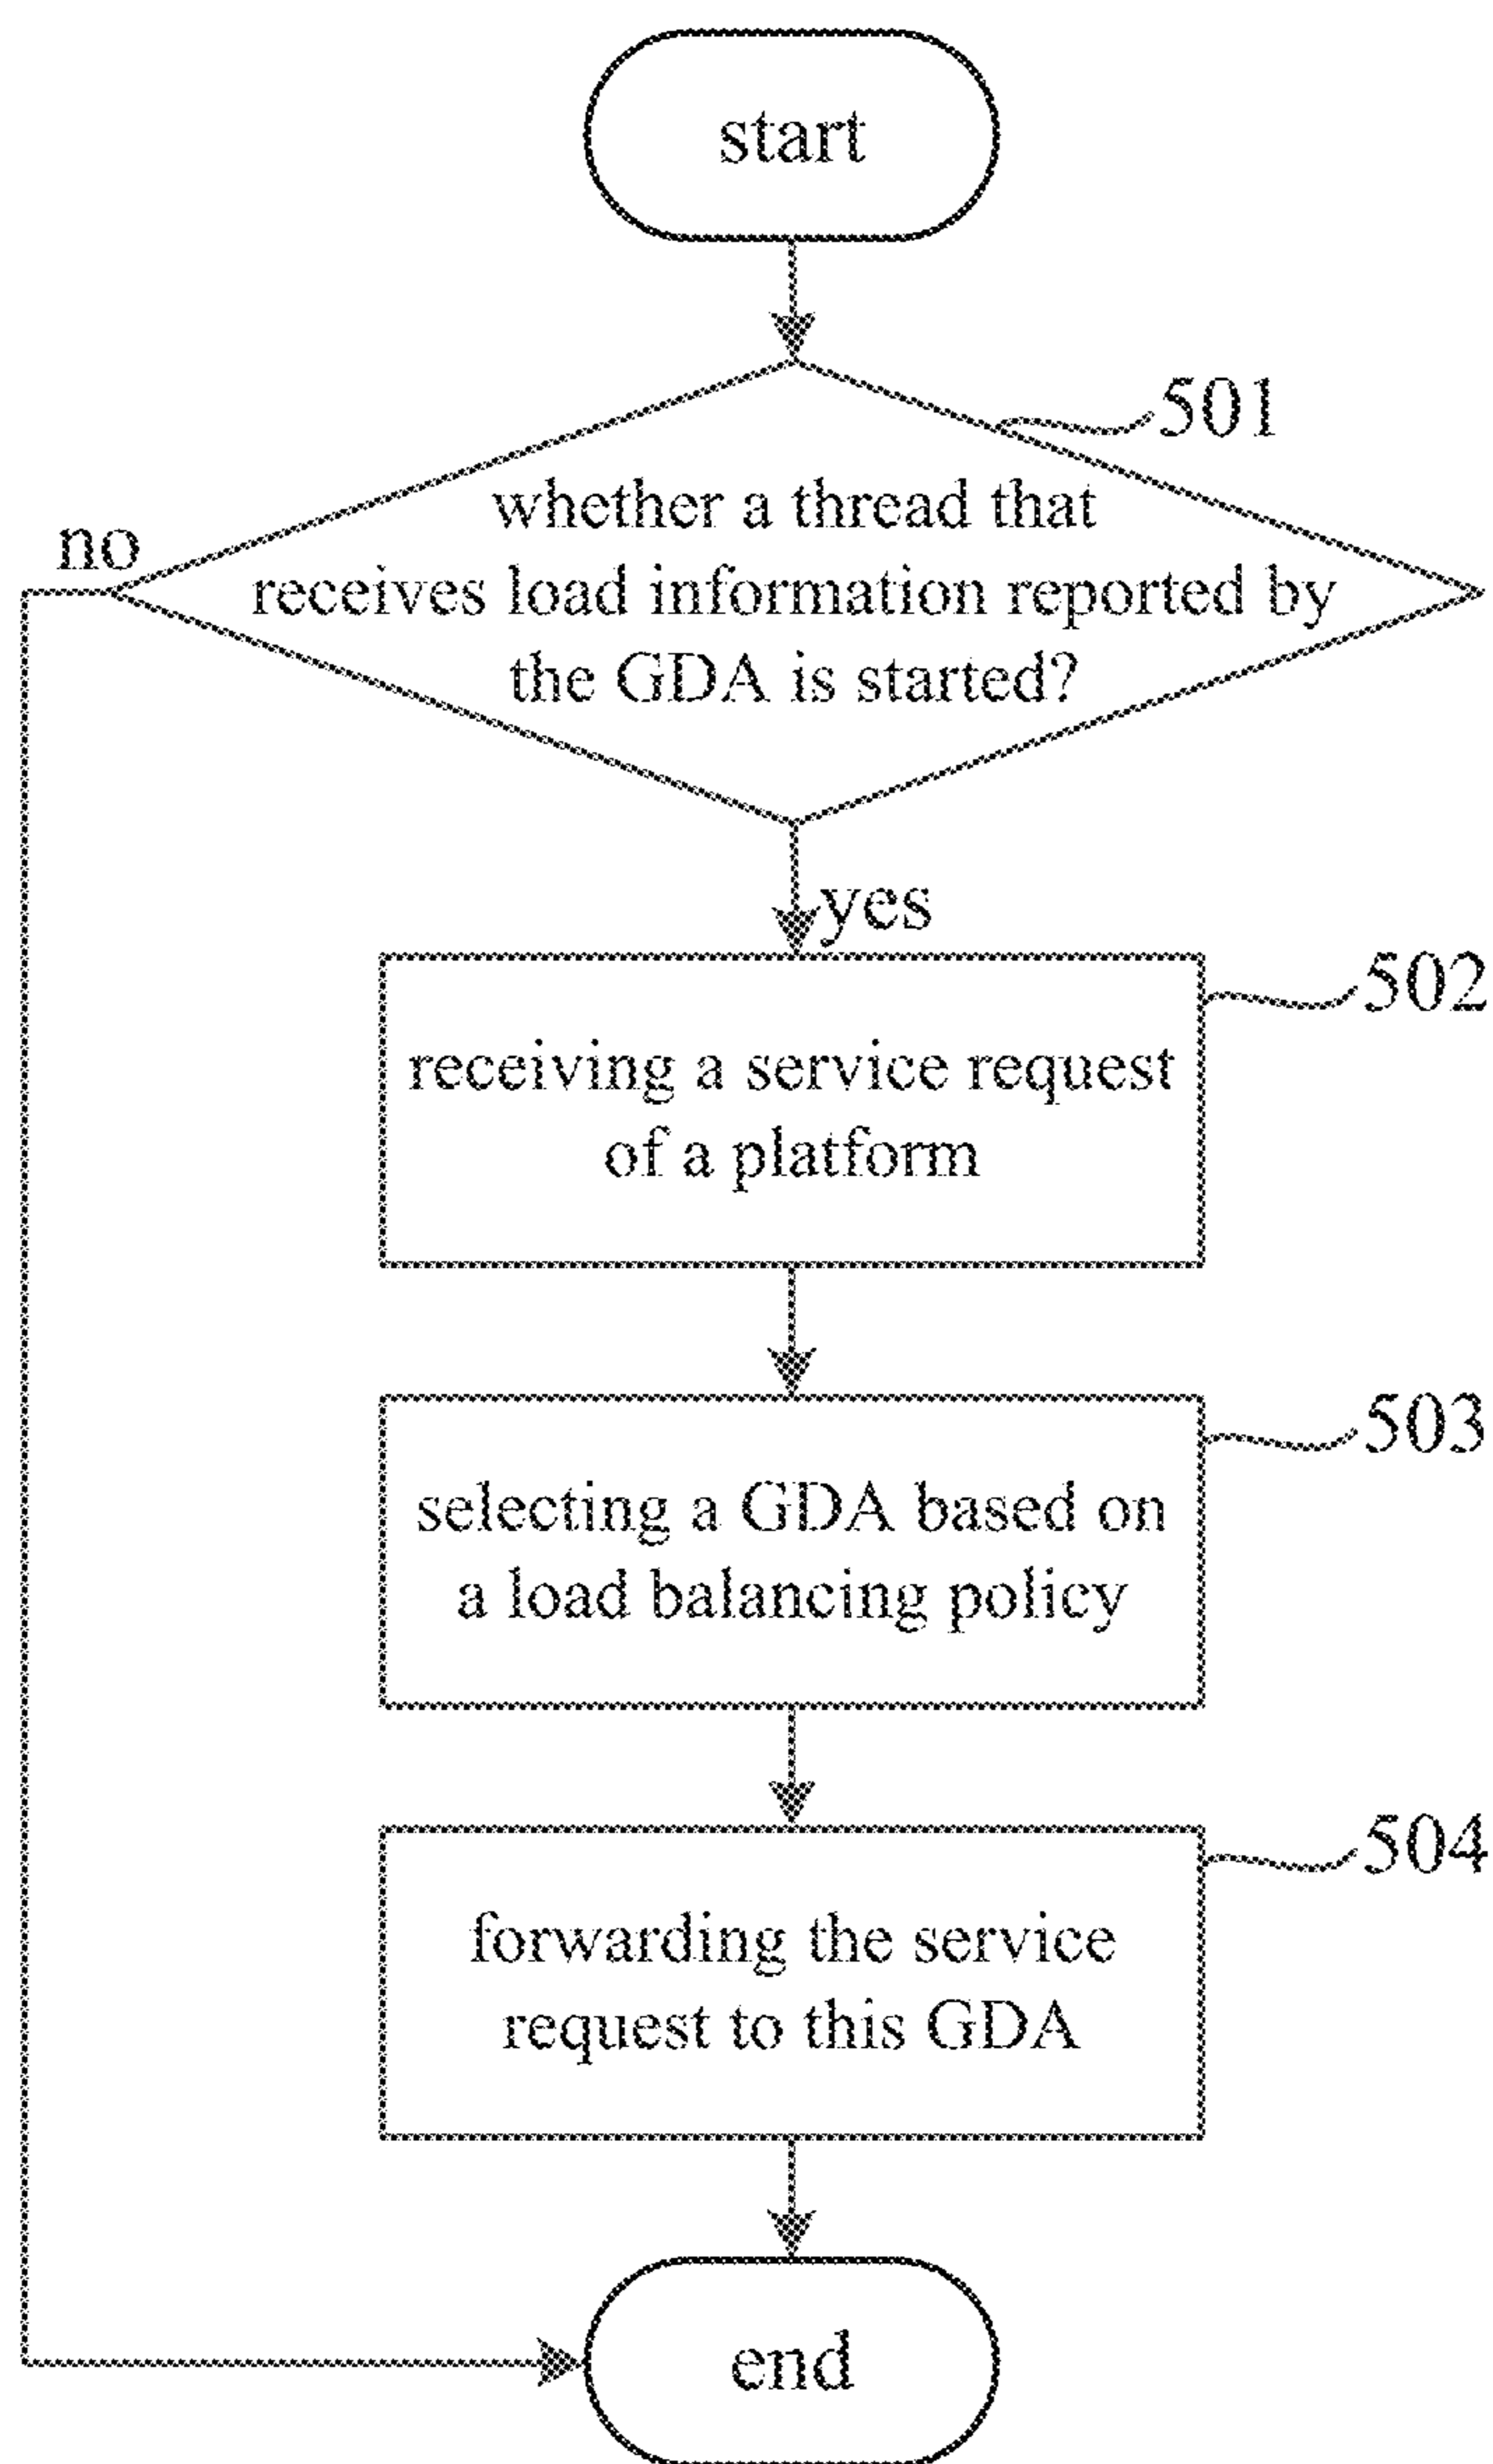 start
501
whether a thread that
receives load information reported by
the GDA is started?
no
yes
502
receiving a service request
of a platform
503
selecting a GDA based on
a load balancing policy
504
forwarding the service
request to this GDA
end